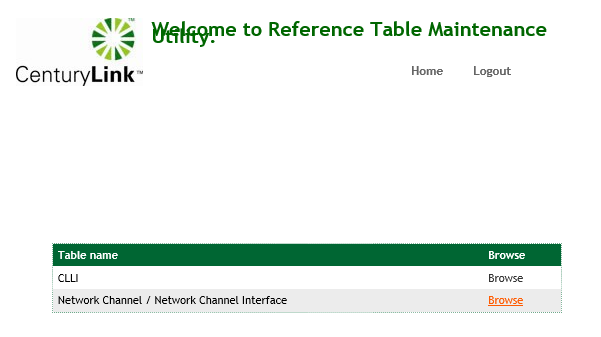 Welcome to Reference Table Maintenance
Utility.
CenturyLink™
Home Logout
Table name Browse
CLLI Browse
Network Channel / Network Channel Interface Browse